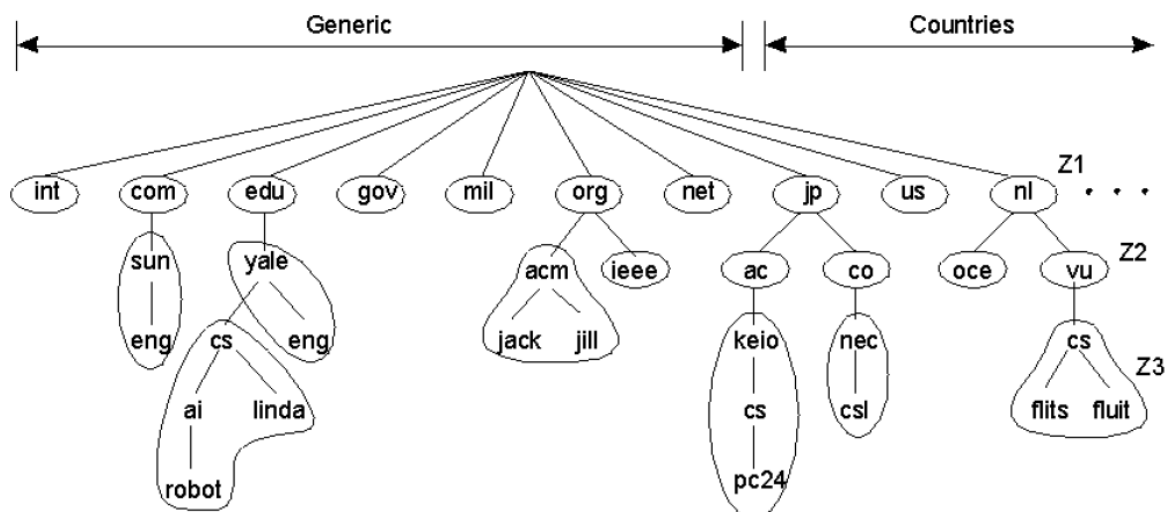 Generic Countries
int com edu gov mil org net jp us nl Z1 . . .
sun yale acm ieee ac co oce vu Z2
eng cs eng jack jill keio nec cs Z3
ai linda cs csl flits fluit
robot pc24